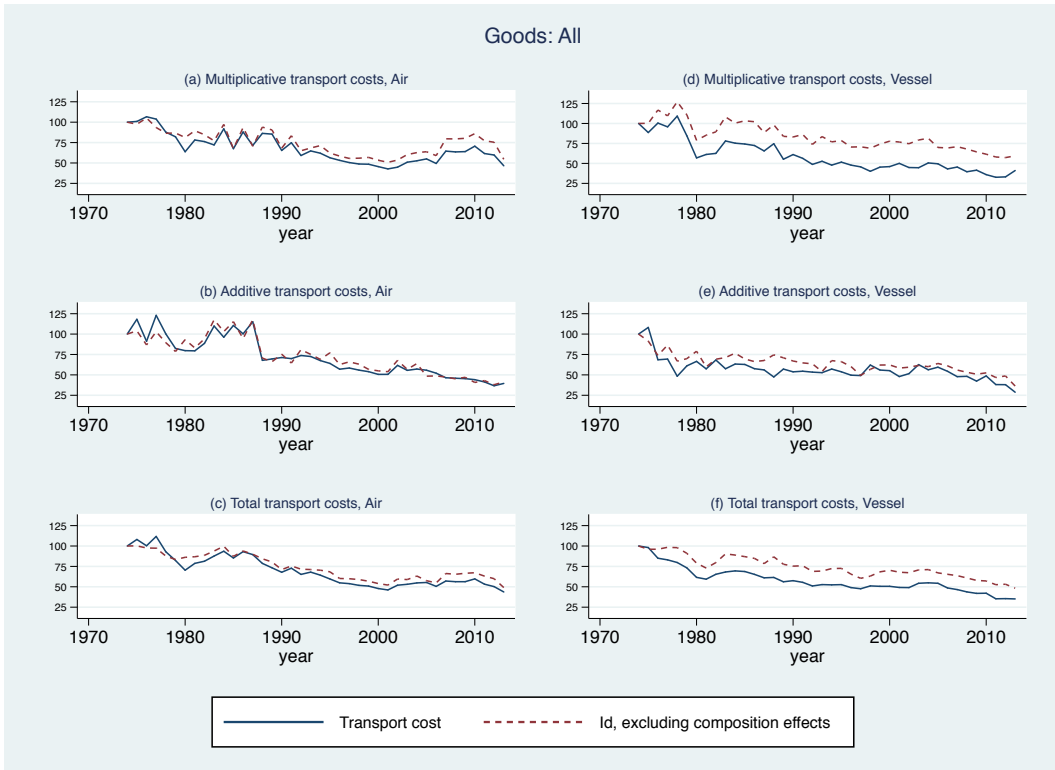 Goods: All
(a) Multiplicative transport costs, Air
125
100
75
50
25
1970 1980 1990 2000 2010
year
(d) Multiplicative transport costs, Vessel
125
100
75
50
25
1970 1980 1990 2000 2010
year
(b) Additive transport costs, Air
125
100
75
50
25
1970 1980 1990 2000 2010
year
(e) Additive transport costs, Vessel
125
100
75
50
25
1970 1980 1990 2000 2010
year
(c) Total transport costs, Air
125
100
75
50
25
1970 1980 1990 2000 2010
year
(f) Total transport costs, Vessel
125
100
75
50
25
1970 1980 1990 2000 2010
year
Transport cost Id, excluding composition effects